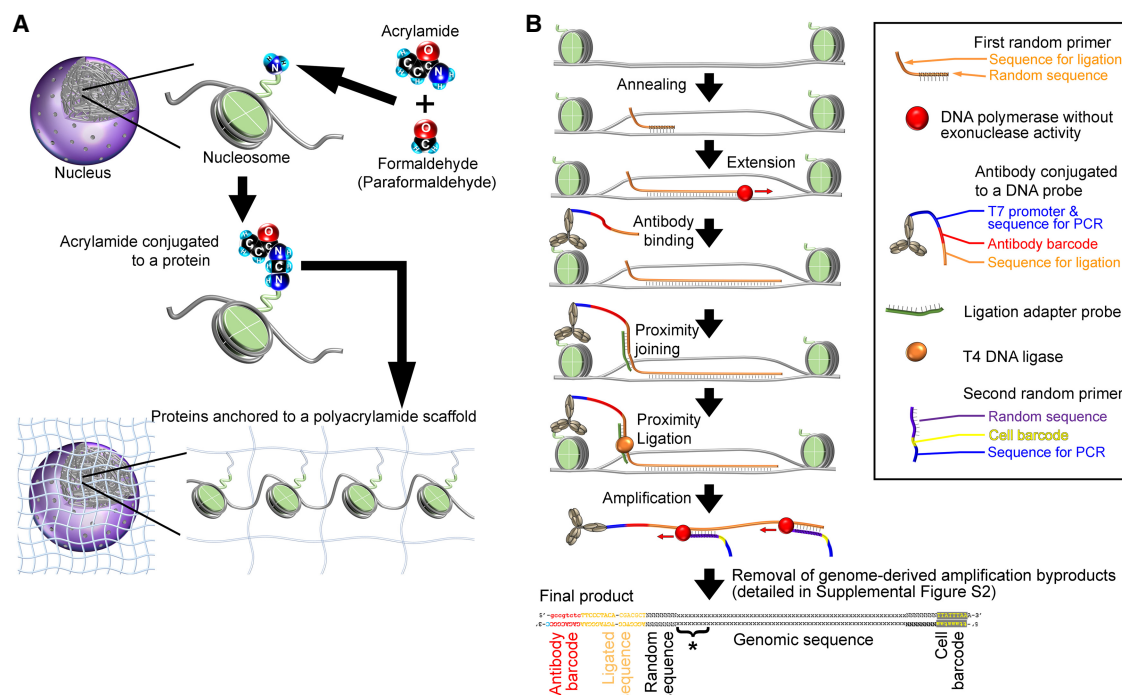 A
Acrylamide
+
Formaldehyde
(Paraformaldehyde)
Nucleus
Nucleosome
Acrylamide conjugated
to a protein
Proteins anchored to a polyacrylamide scaffold
B
Annealing
Extension
Antibody
binding
Proximity
joining
Proximity
Ligation
Amplification
Removal of genome-derived amplification byproducts
(detailed in Supplemental Figure S2)
Final product
*
Genomic sequence
Antibody
barcode
Ligated
equence
Random
equence
Cell
barcode
First random primer
Sequence for ligation
Random sequence
DNA polymerase without
exonuclease activity
Antibody conjugated
to a DNA probe
T7 promoter &
sequence for PCR
Antibody barcode
Sequence for ligation
Ligation adapter probe
T4 DNA ligase
Second random primer
Random sequence
Cell barcode
Sequence for PCR